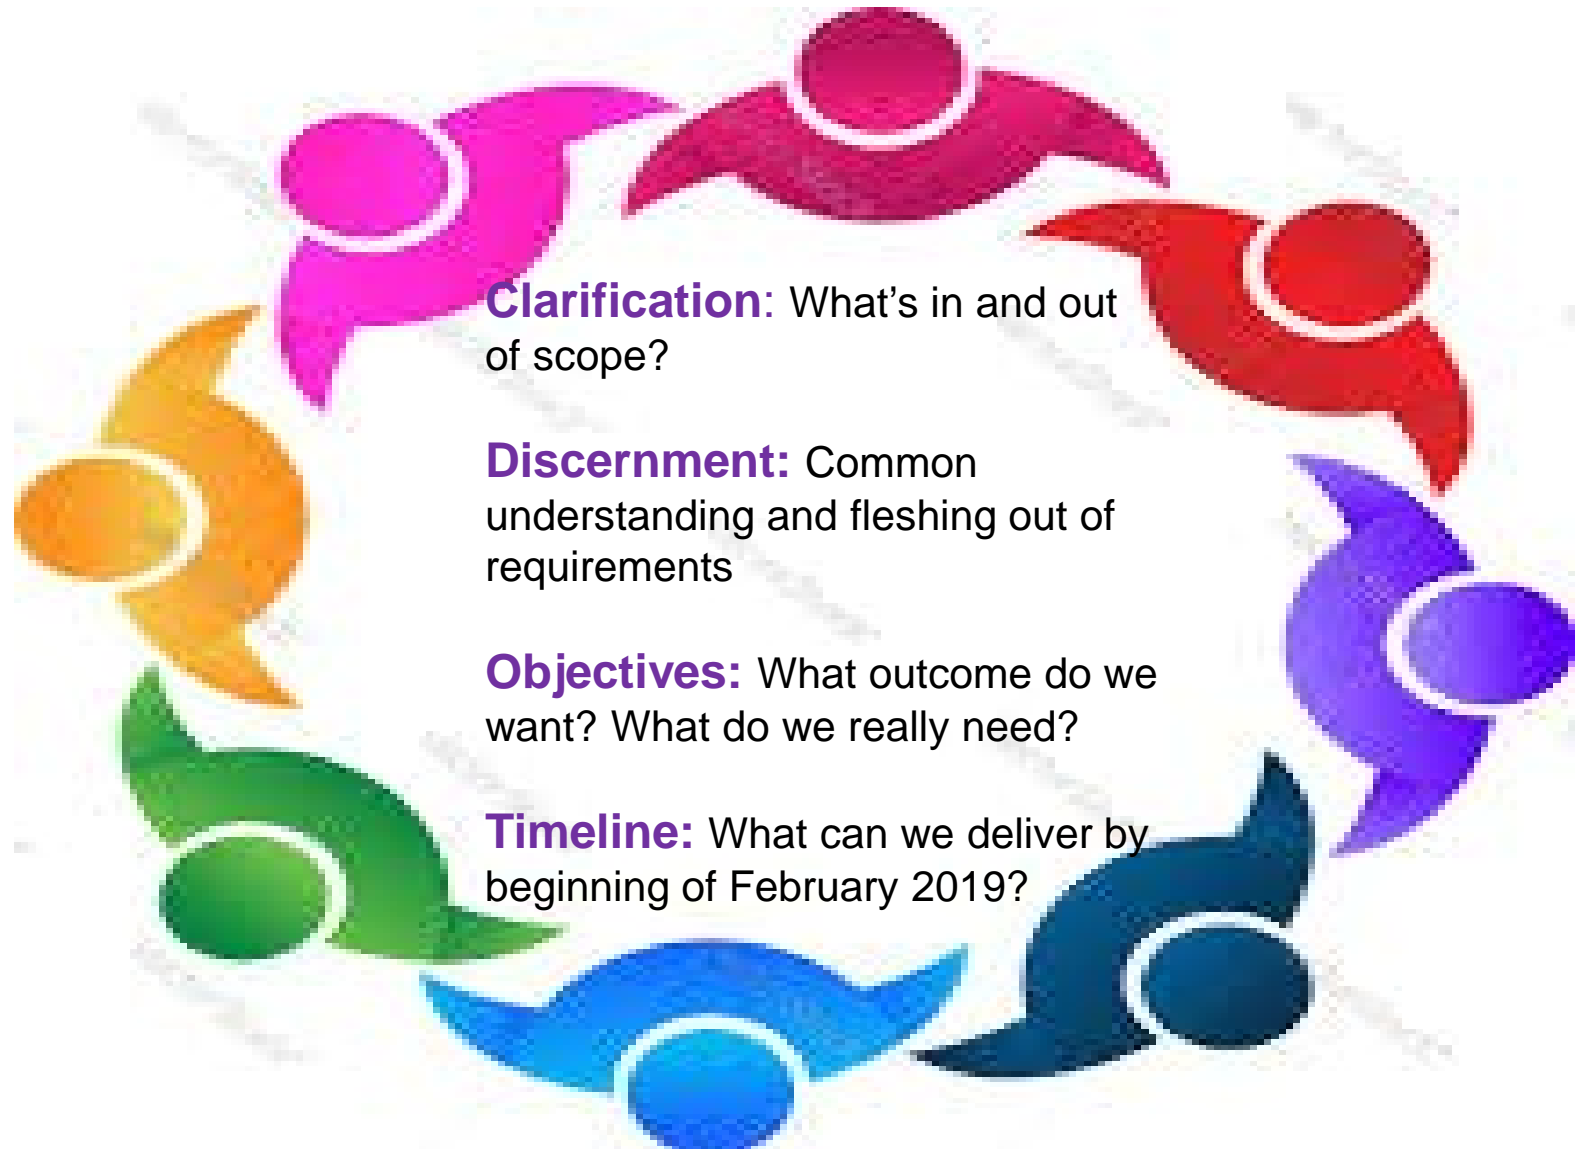 Clarification: What’s in and out
of scope?
Discernment: Common
understanding and fleshing out of
requirements
Objectives: What outcome do we
want? What do we really need?
Timeline: What can we deliver by
beginning of February 2019?